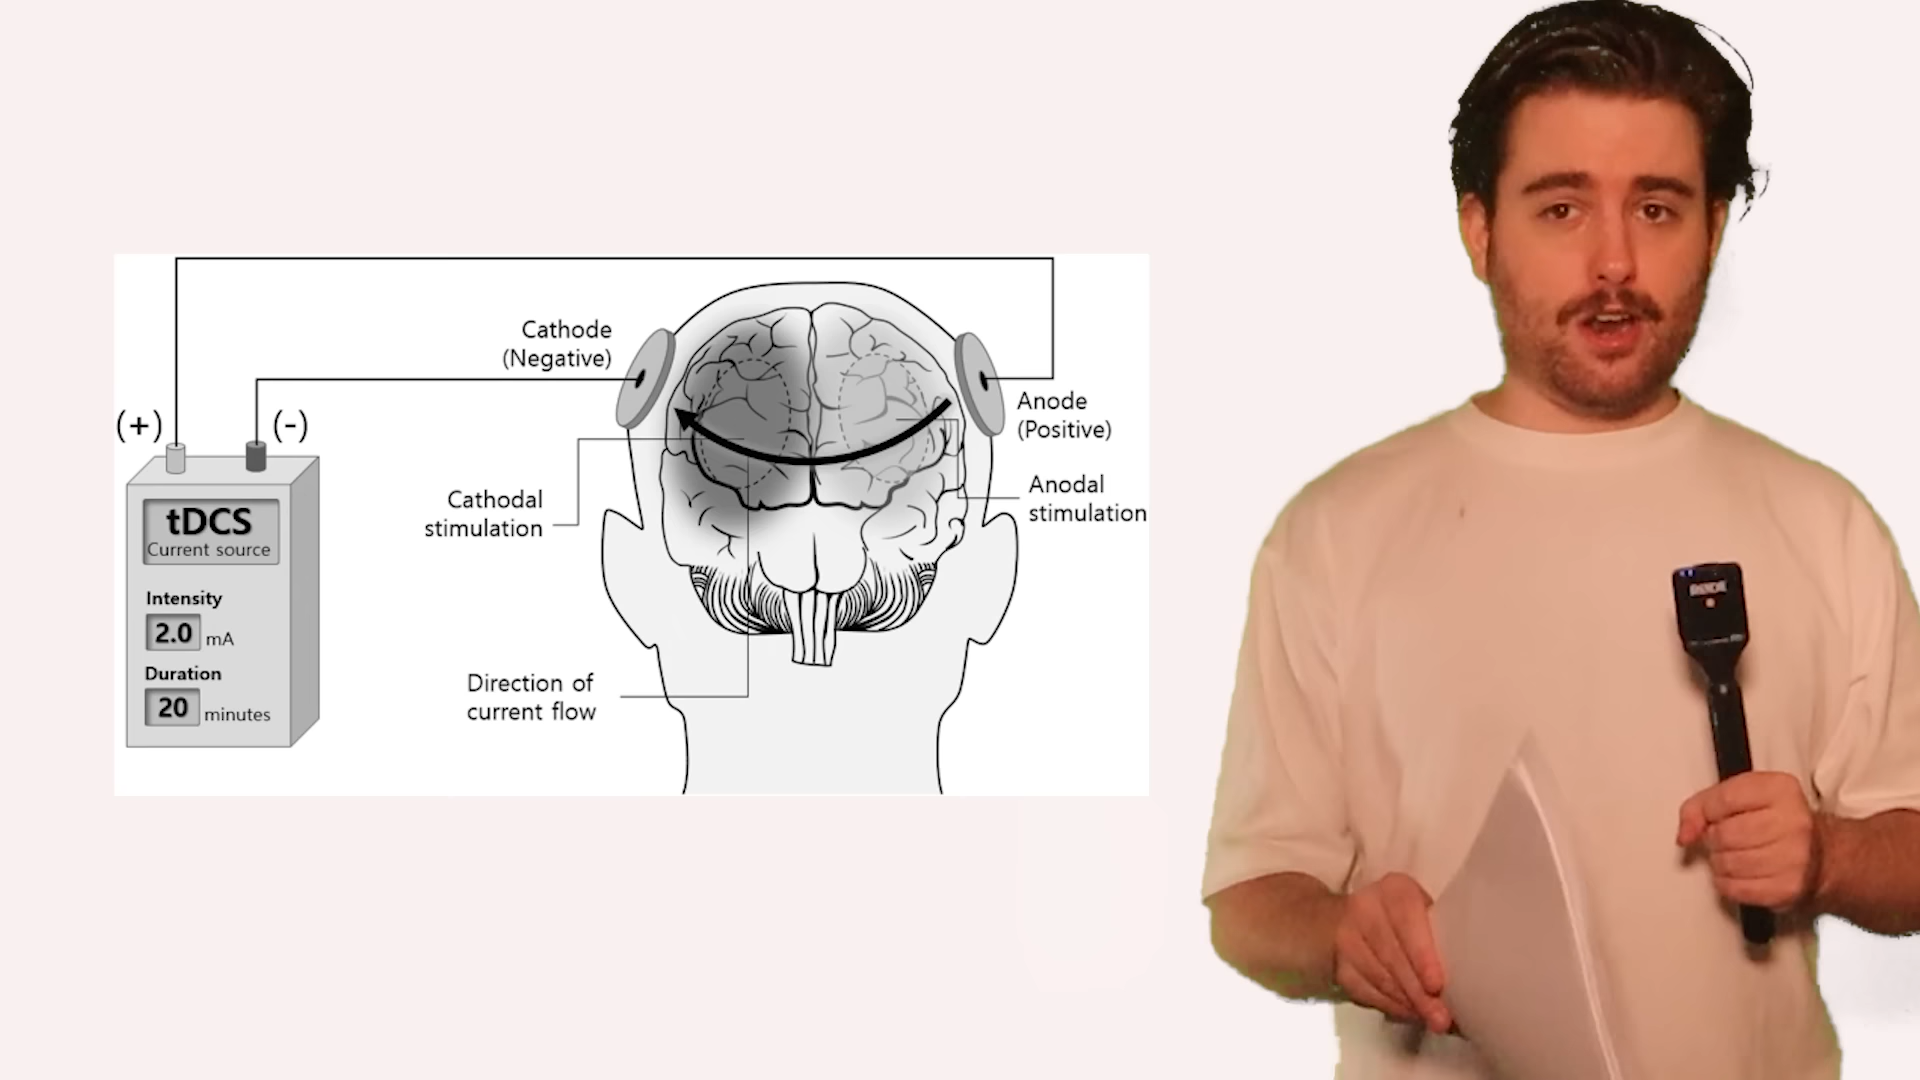 Cathode
(Negative)
(+)
(-)
Anode
(Positive)
tDCS
Current source
Cathodal
stimulation
Anodal
stimulation
Intensity
2.0 mA
Duration
20 minutes
Direction of
current flow